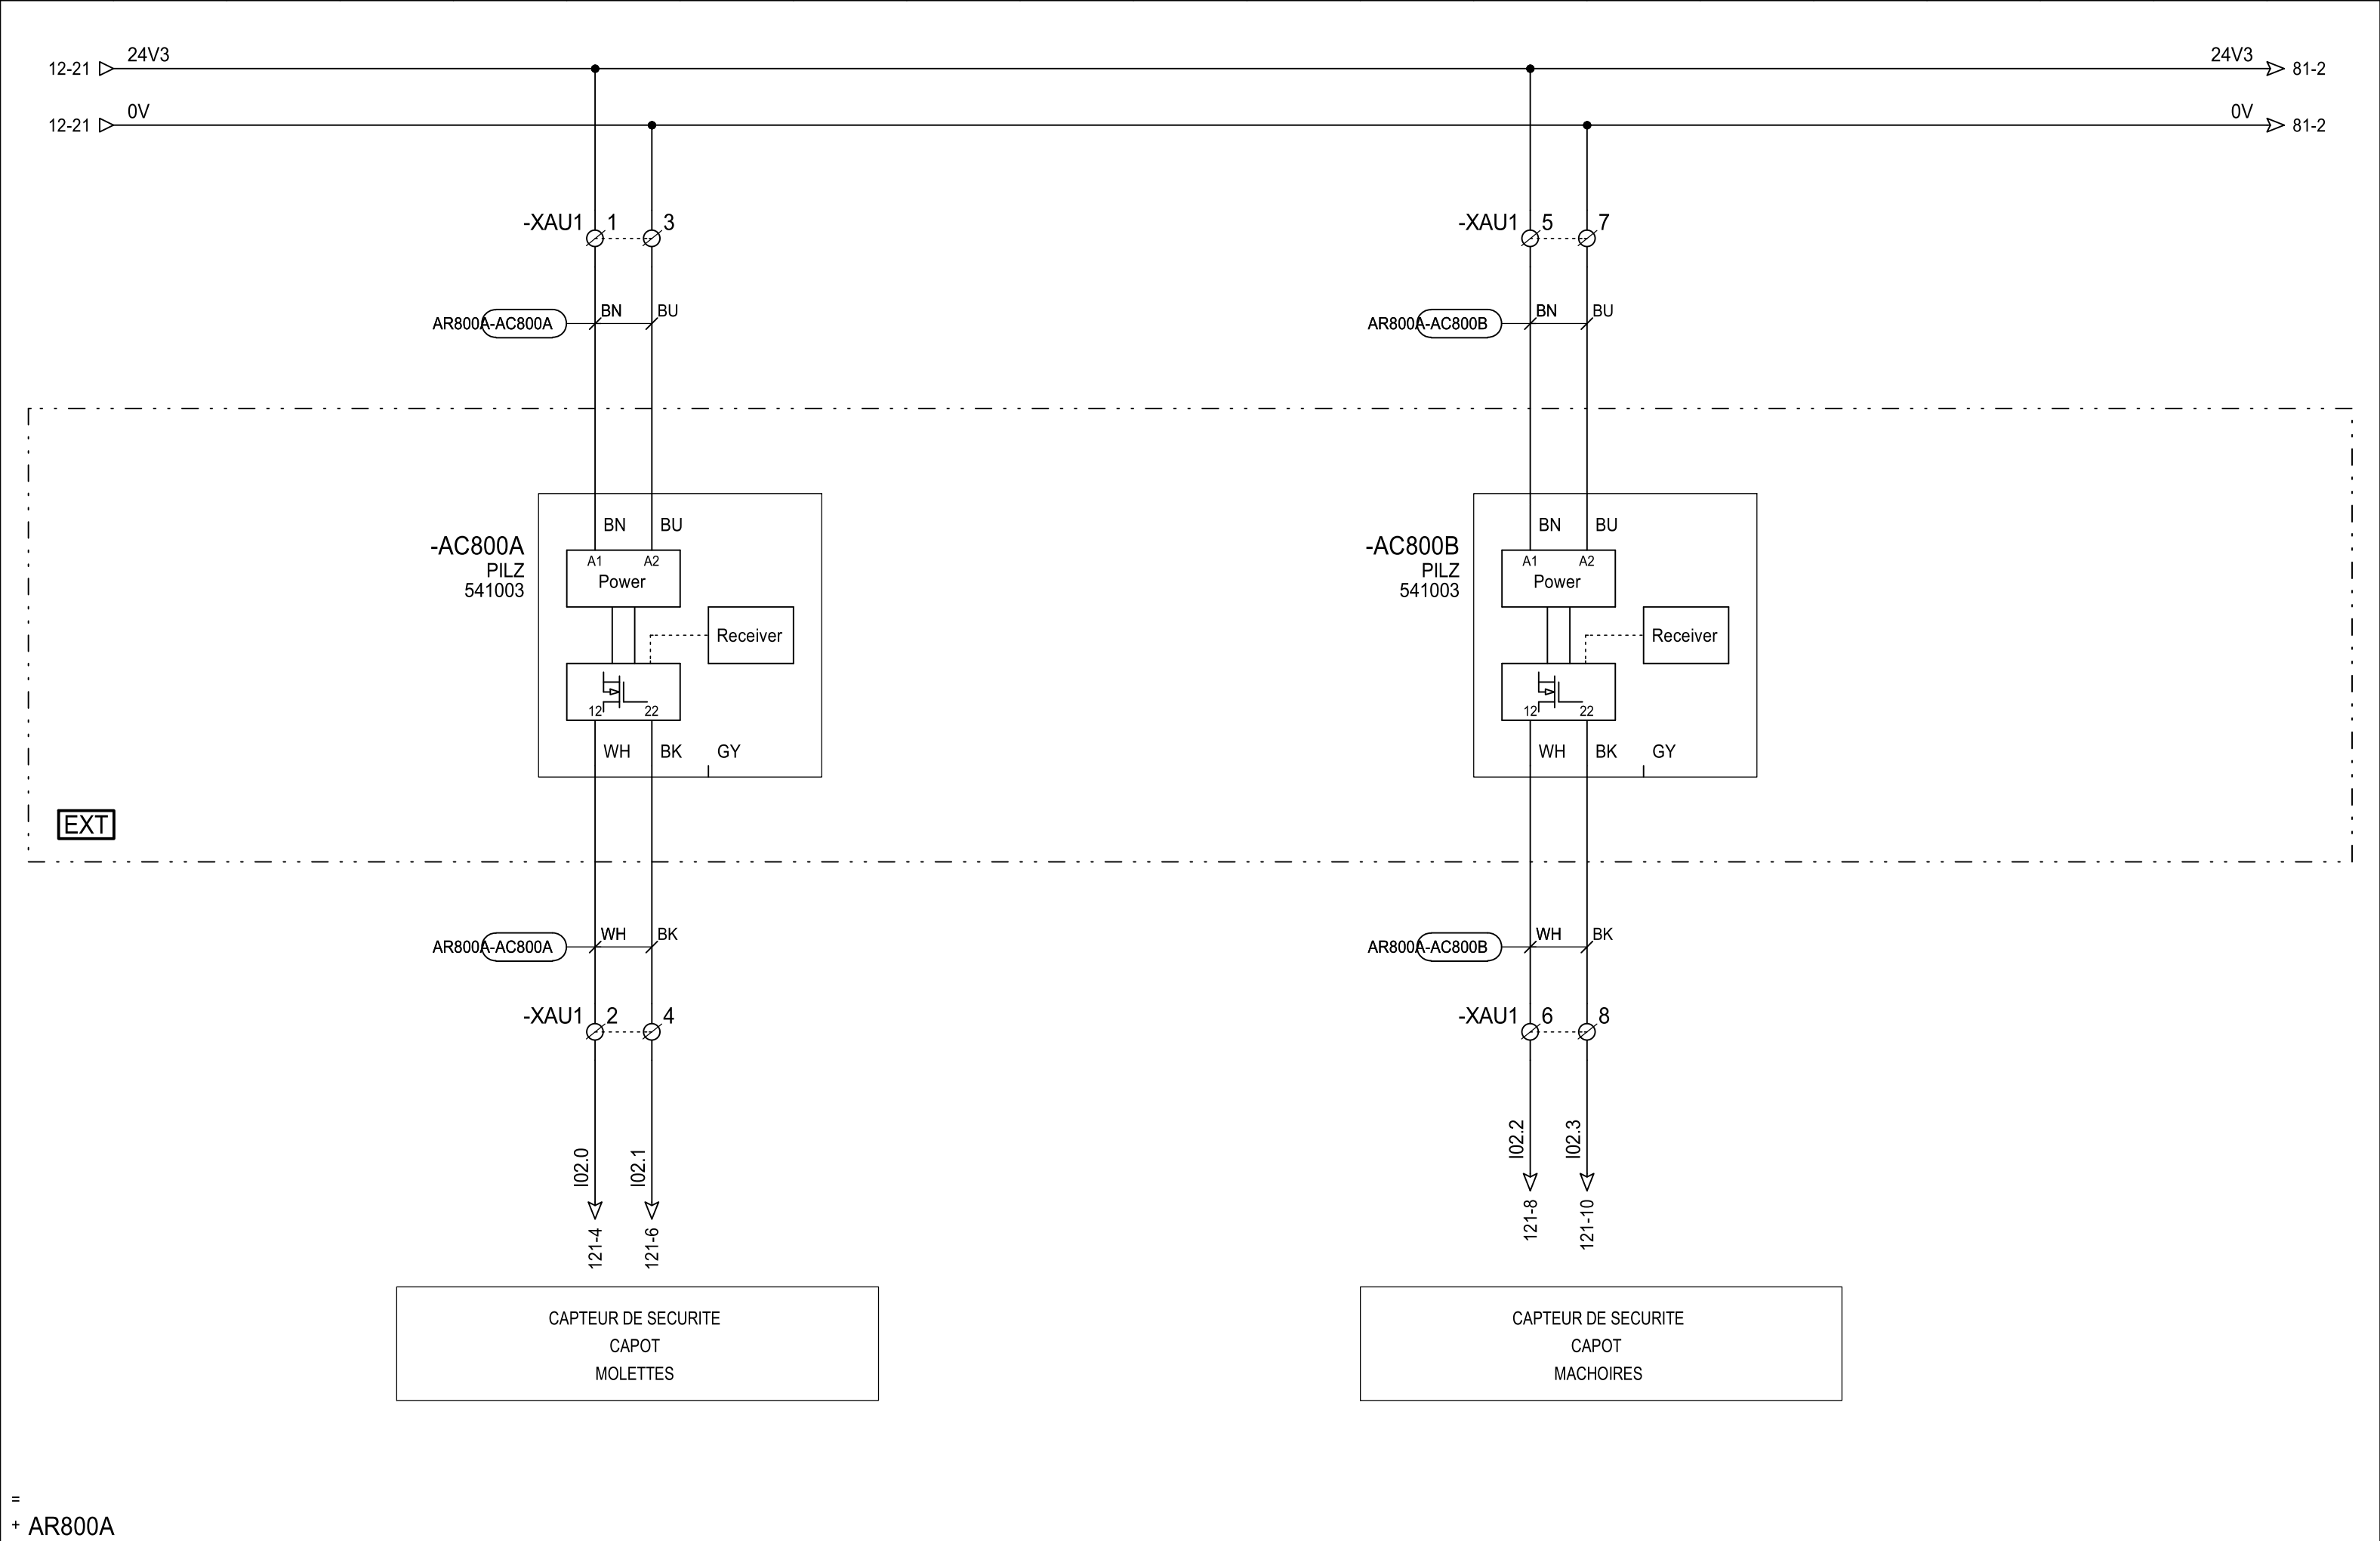 12-21 24V3 24V3 81-2
12-21 0V 0V 81-2
-XAU1 1 3 -XAU1 5 7
AR800A-AC800A BN BU AR800A-AC800B BN BU
BN BU BN BU
-AC800A A1 A2 -AC800B A1 A2
PILZ Power PILZ Power
541003 541003
Receiver Receiver
12 22 12 22
WH BK GY WH BK GY
EXT
AR800A-AC800A WH BK AR800A-AC800B WH BK
-XAU1 2 4 -XAU1 6 8
I02.0 I02.1 I02.2 I02.3
121-4 121-6 121-8 121-10
CAPTEUR DE SECURITE CAPTEUR DE SECURITE
CAPOT CAPOT
MOLETTES MACHOIRES
=
+ AR800A